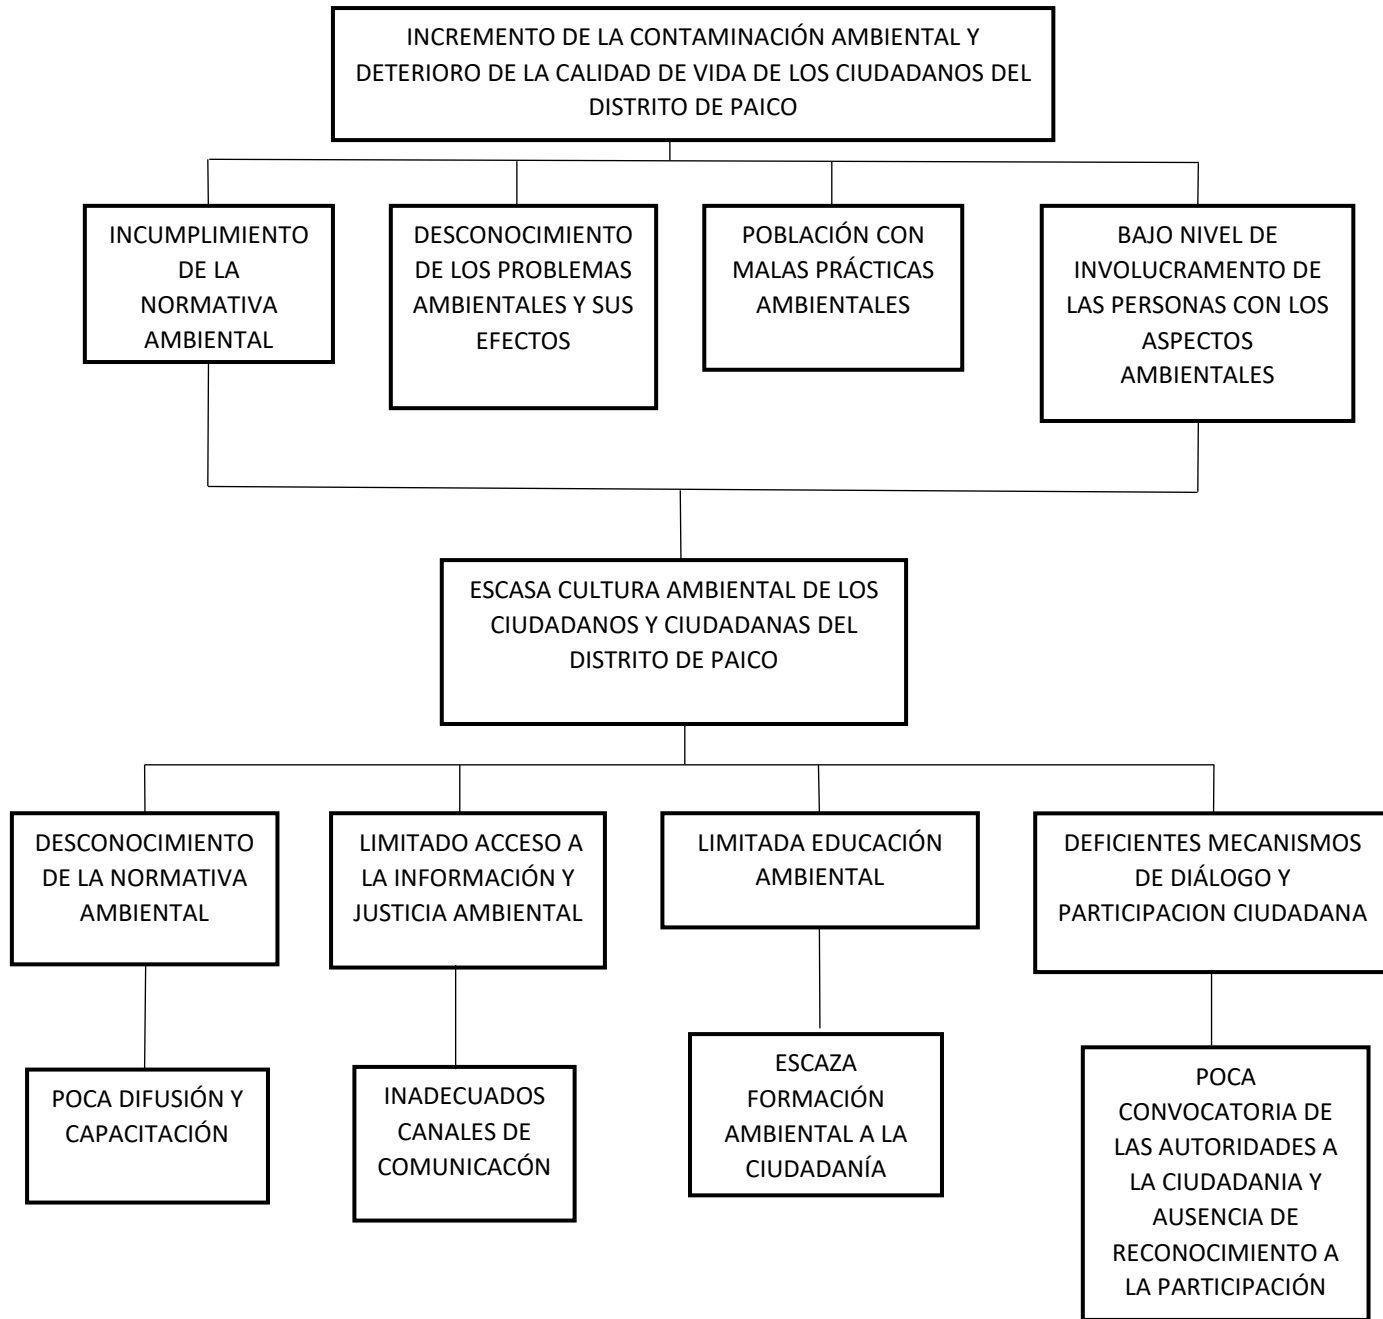 INCREMENTO DE LA CONTAMINACIÓN AMBIENTAL Y
DETERIORO DE LA CALIDAD DE VIDA DE LOS CIUDADANOS DEL
DISTRITO DE PAICO
INCUMPLIMIENTO
DE LA
NORMATIVA
AMBIENTAL
DESCONOCIMIENTO
DE LOS PROBLEMAS
AMBIENTALES Y SUS
EFECTOS
POBLACIÓN CON
MALAS PRÁCTICAS
AMBIENTALES
BAJO NIVEL DE
INVOLUCRAMENTO DE
LAS PERSONAS CON LOS
ASPECTOS
AMBIENTALES
ESCASA CULTURA AMBIENTAL DE LOS
CIUDADANOS Y CIUDADANAS DEL
DISTRITO DE PAICO
DESCONOCIMIENTO
DE LA NORMATIVA
AMBIENTAL
LIMITADO ACCESO A
LA INFORMACIÓN Y
JUSTICIA AMBIENTAL
LIMITADA EDUCACIÓN
AMBIENTAL
DEFICIENTES MECANISMOS
DE DIÁLOGO Y
PARTICIPACION CIUDADANA
POCA DIFUSIÓN Y
CAPACITACIÓN
INADECUADOS
CANALES DE
COMUNICACÓN
ESCAZA
FORMACIÓN
AMBIENTAL A LA
CIUDADANÍA
POCA
CONVOCATORIA DE
LAS AUTORIDADES A
LA CIUDADANIA Y
AUSENCIA DE
RECONOCIMIENTO A
LA PARTICIPACIÓN